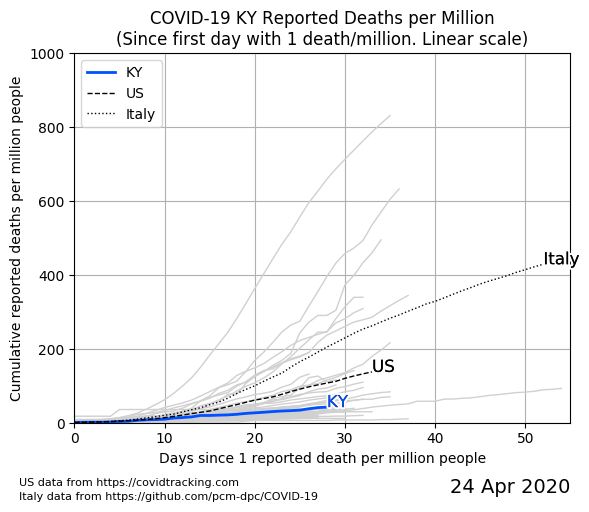 COVID-19 KY Reported Deaths per Million
(Since first day with 1 death/million. Linear scale)
Cumulative reported deaths per million people
1000
800
600
400
200
0
KY
US
Italy
Italy
US
KY
0 10 20 30 40 50
Days since 1 reported death per million people
US data from https://covidtracking.com
Italy data from https://github.com/pcm-dpc/COVID-19
24 Apr 2020